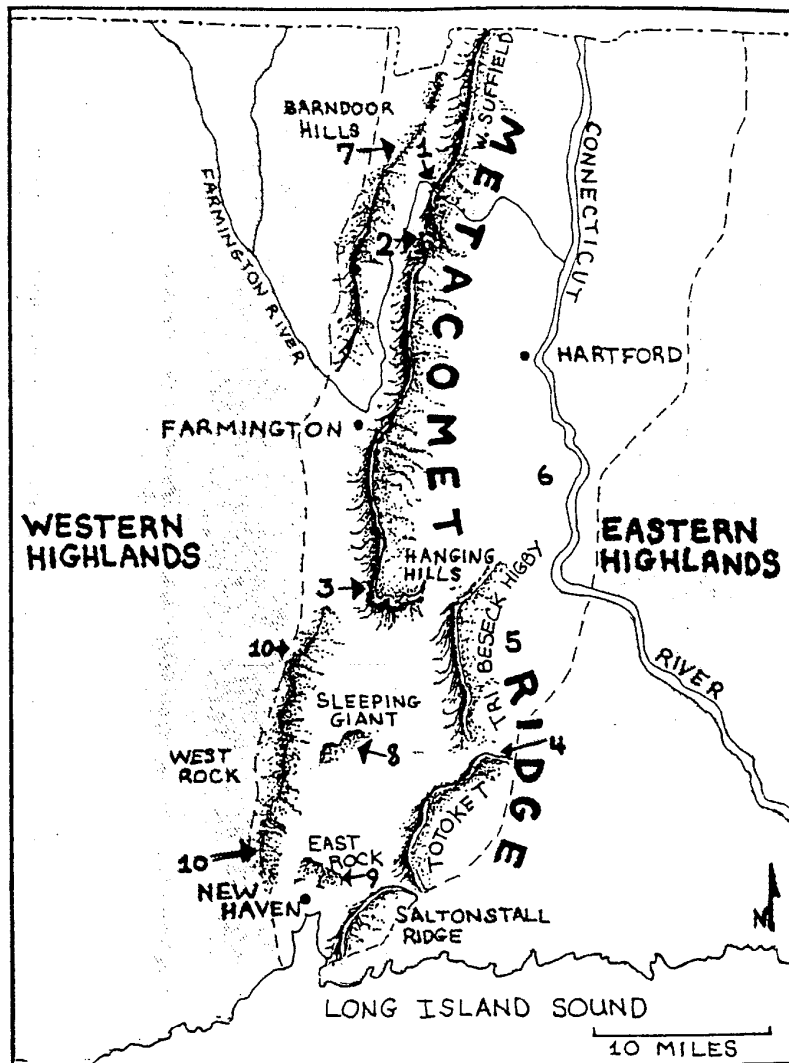 W. SUFFIELD
BARNDOOR
HILLS
7
1
METACOMET
CONNECTICUT
FARMINGTON RIVER
2
HARTFORD
FARMINGTON
6
WESTERN
HIGHLANDS
EASTERN
HIGHLANDS
HANGING
HILLS
3
TRI BESECK HIGBY
5
10
RIVER
RIDGE
SLEEPING
GIANT
8
4
WEST
ROCK
TOTOKET
10
EAST
ROCK
9
NEW
HAVEN
N
SALTONSTALL
RIDGE
LONG ISLAND SOUND
10 MILES